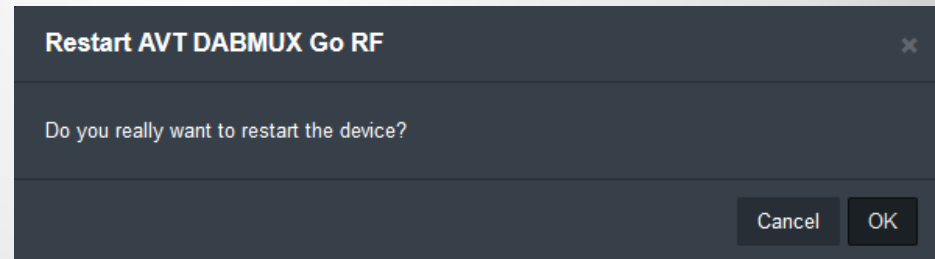 Restart AVT DABMUX Go RF
Do you really want to restart the device?
Cancel OK